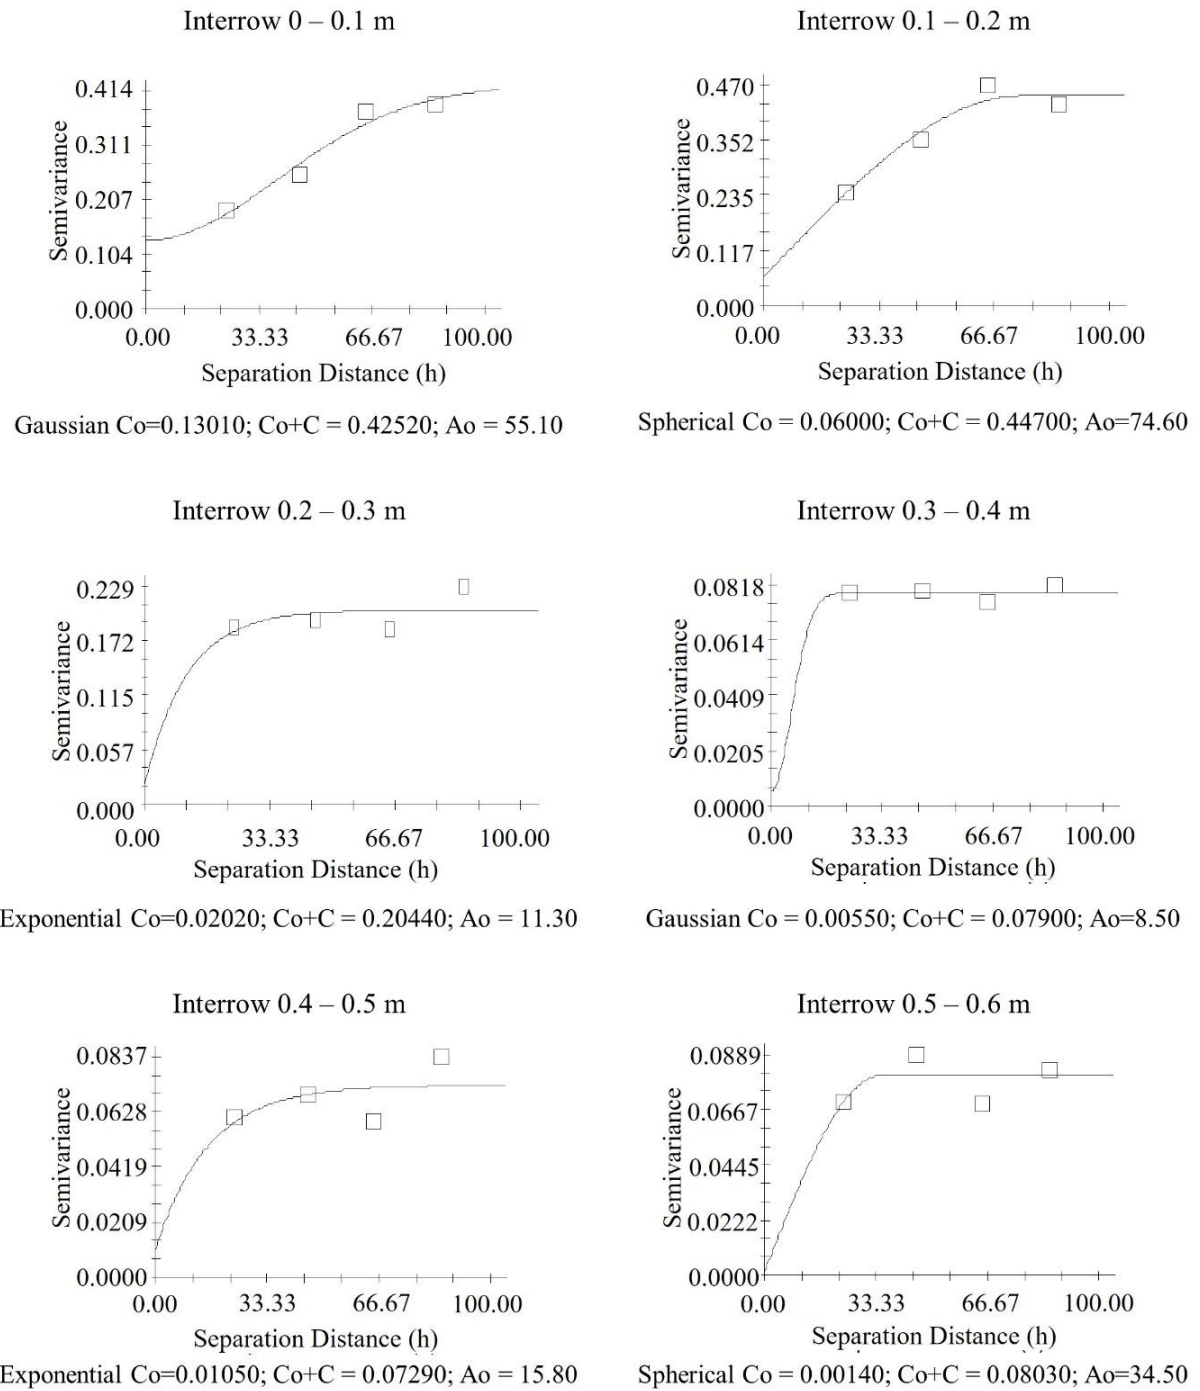 Interrow 0 – 0.1 m
Semivariance
0.414
0.311
0.207
0.104
0.000
0.00 33.33 66.67 100.00
Separation Distance (h)
Gaussian Co=0.13010; Co+C = 0.42520; Ao = 55.10
Interrow 0.1 – 0.2 m
Semivariance
0.470
0.352
0.235
0.117
0.000
0.00 33.33 66.67 100.00
Separation Distance (h)
Spherical Co = 0.06000; Co+C = 0.44700; Ao=74.60
Interrow 0.2 – 0.3 m
Semivariance
0.229
0.172
0.115
0.057
0.000
0.00 33.33 66.67 100.00
Separation Distance (h)
Exponential Co=0.02020; Co+C = 0.20440; Ao = 11.30
Interrow 0.3 – 0.4 m
Semivariance
0.0818
0.0614
0.0409
0.0205
0.0000
0.00 33.33 66.67 100.00
Separation Distance (h)
Gaussian Co = 0.00550; Co+C = 0.07900; Ao=8.50
Interrow 0.4 – 0.5 m
Semivariance
0.0837
0.0628
0.0419
0.0209
0.0000
0.00 33.33 66.67 100.00
Separation Distance (h)
Exponential Co=0.01050; Co+C = 0.07290; Ao = 15.80
Interrow 0.5 – 0.6 m
Semivariance
0.0889
0.0667
0.0445
0.0222
0.0000
0.00 33.33 66.67 100.00
Separation Distance (h)
Spherical Co = 0.00140; Co+C = 0.08030; Ao=34.50